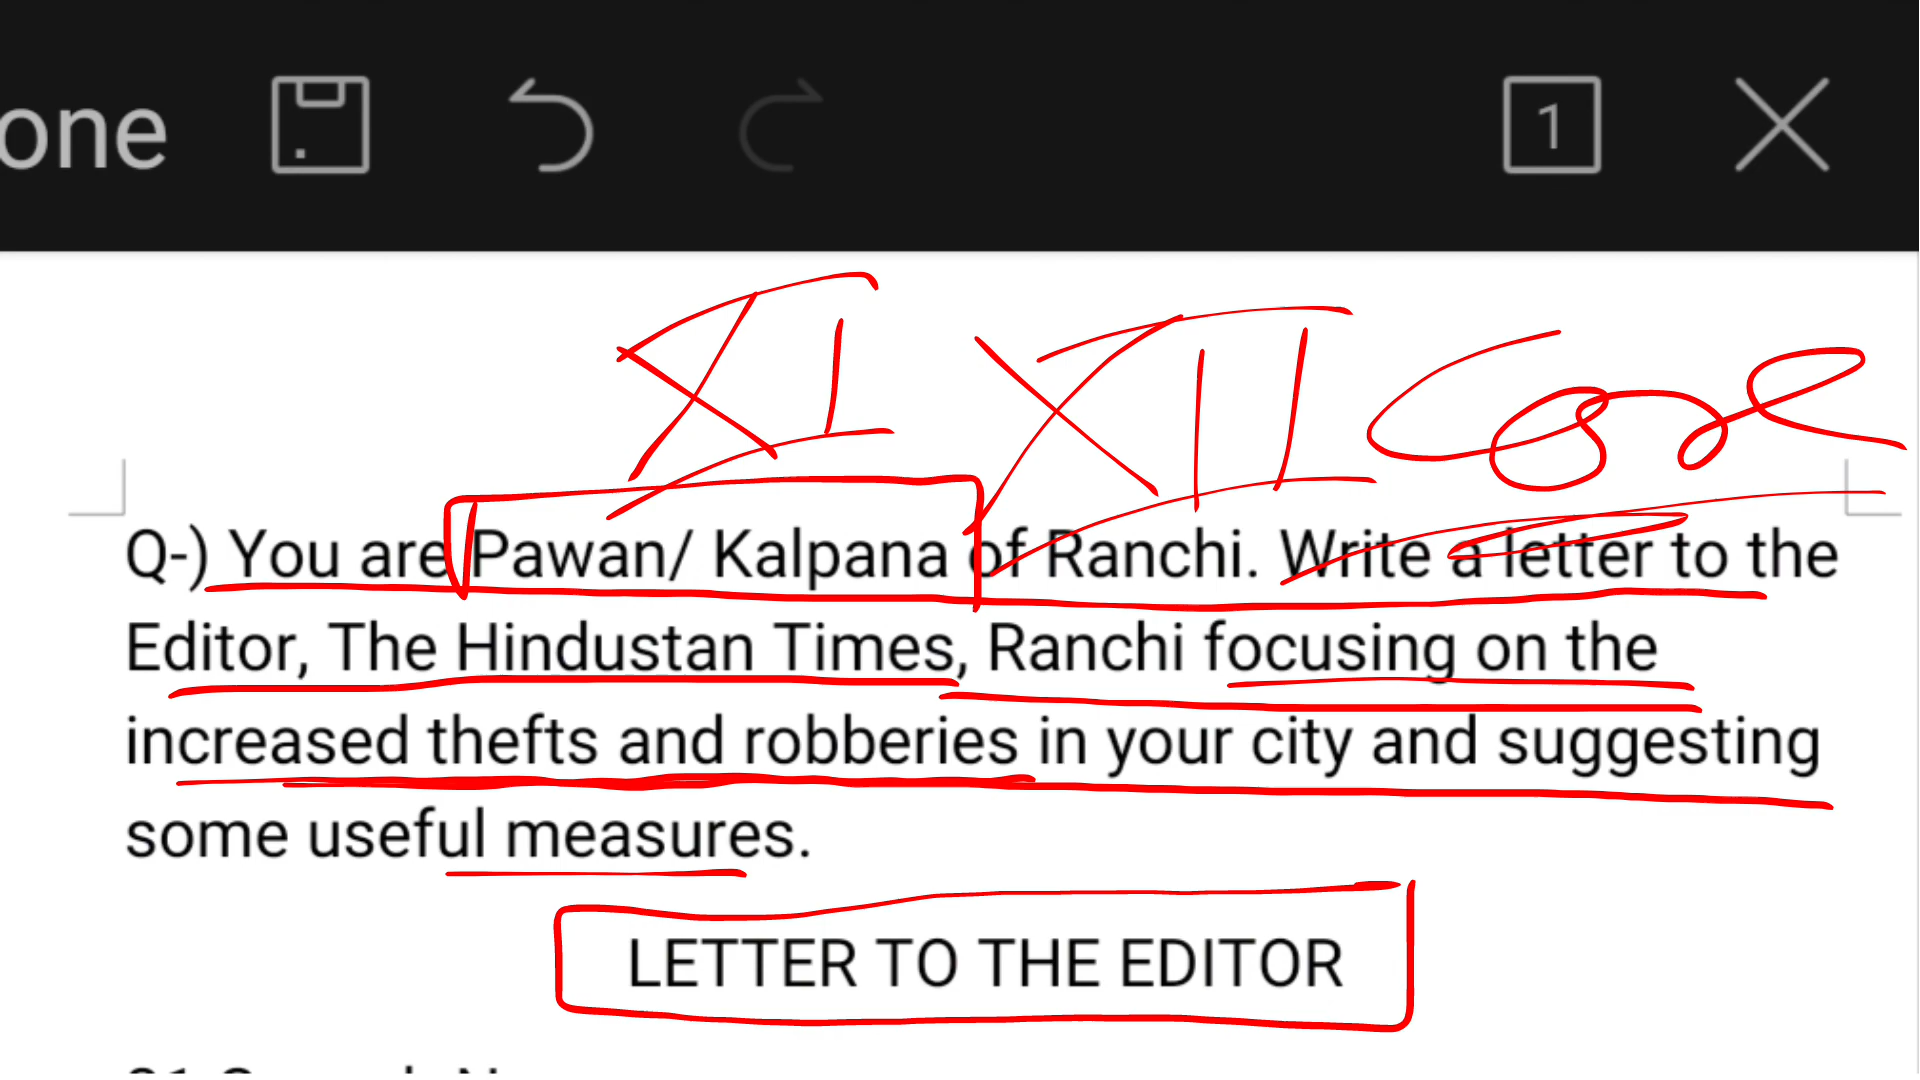 one
1
XI XII Core
Q-) You are Pawan/ Kalpana of Ranchi. Write a letter to the
Editor, The Hindustan Times, Ranchi focusing on the
increased thefts and robberies in your city and suggesting
some useful measures.
LETTER TO THE EDITOR